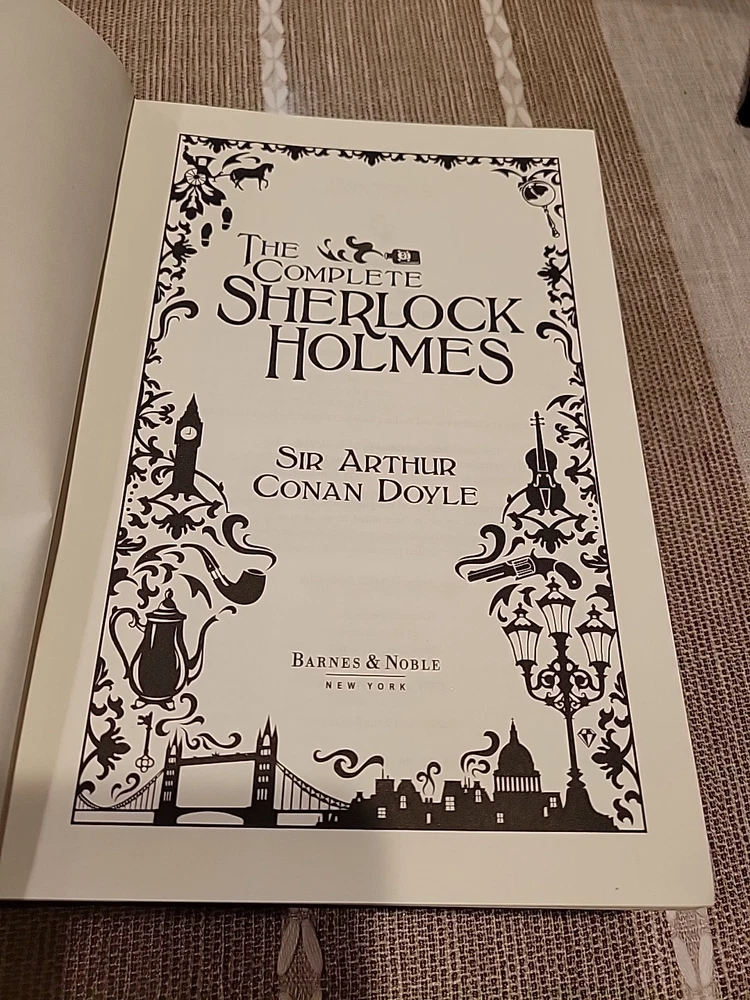 THE
COMPLETE
SHERLOCK
HOLMES
SIR ARTHUR
CONAN DOYLE
BARNES & NOBLE
NEW YORK